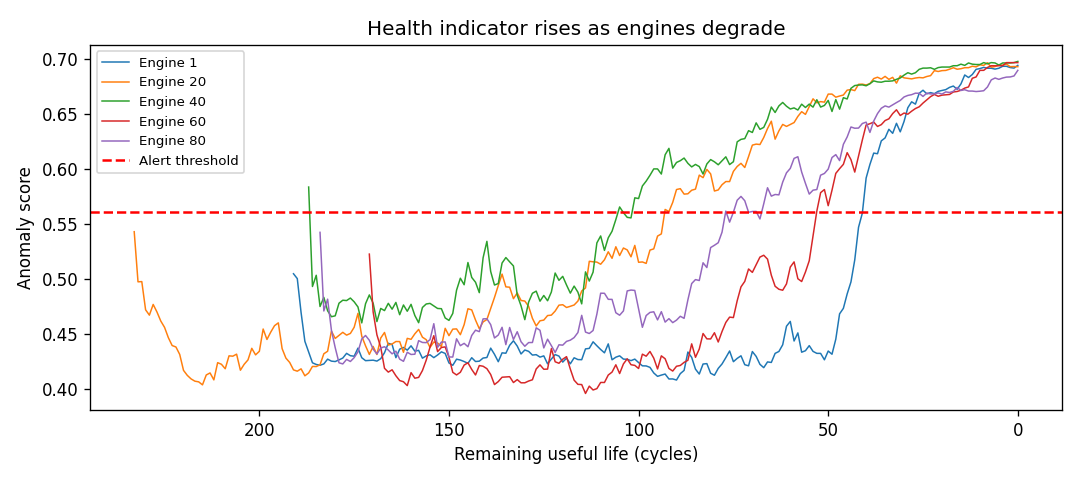 Health indicator rises as engines degrade
Engine 1
Engine 20
Engine 40
Engine 60
Engine 80
Alert threshold
Anomaly score
0.70
0.65
0.60
0.55
0.50
0.45
0.40
200 150 100 50 0
Remaining useful life (cycles)